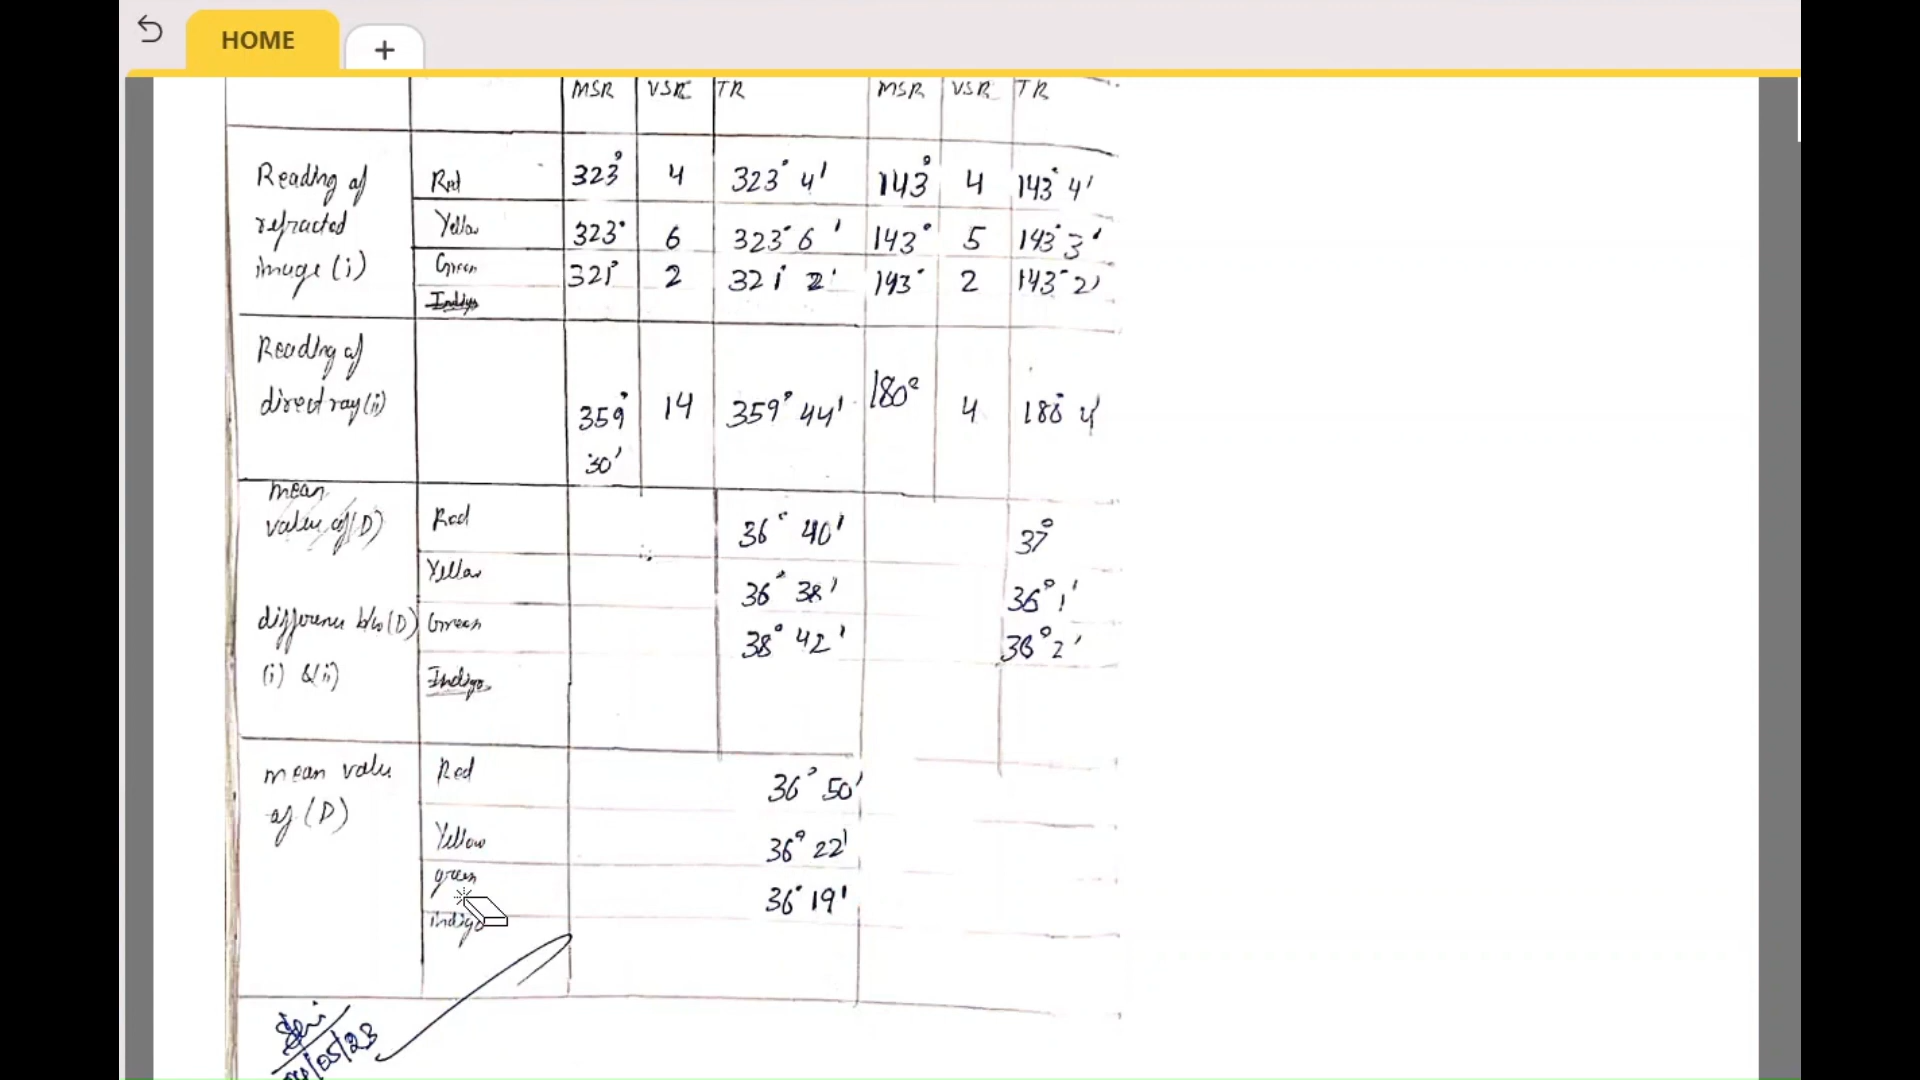 HOME
+
MSR VSR TR MSR VSR TR
Reading of refracted image (i)
Red 323° 4 323° 4' 143° 4 143° 4'
Yellow 323° 6 323° 6' 143° 5 143° 3'
Green 321° 2 321° 2' 143° 2 143° 2'
Indigo
Reading of direct ray (ii)
359° 30' 14 359° 44' 180° 4 180° 4'
mean value of (D)
difference b/w (D) (i) & (ii)
Red 36° 40' 37°
Yellow 36° 38' 36° 1'
Green 38° 42' 36° 2'
Indigo
mean value of (D)
Red 36° 50'
Yellow 36° 22'
green 36° 19'
indigo
/05/23